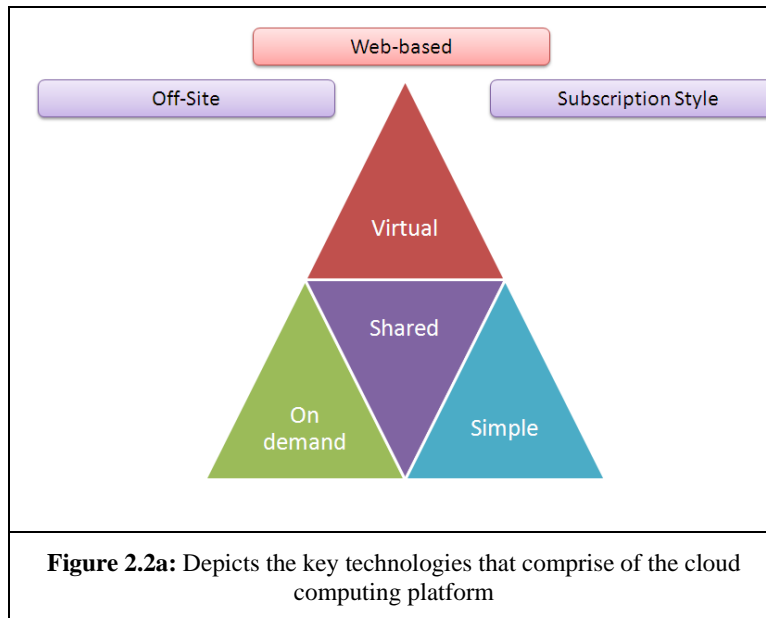 Web-based
Off-Site
Subscription Style
Virtual
Shared
On
demand
Simple
Figure 2.2a: Depicts the key technologies that comprise of the cloud
computing platform